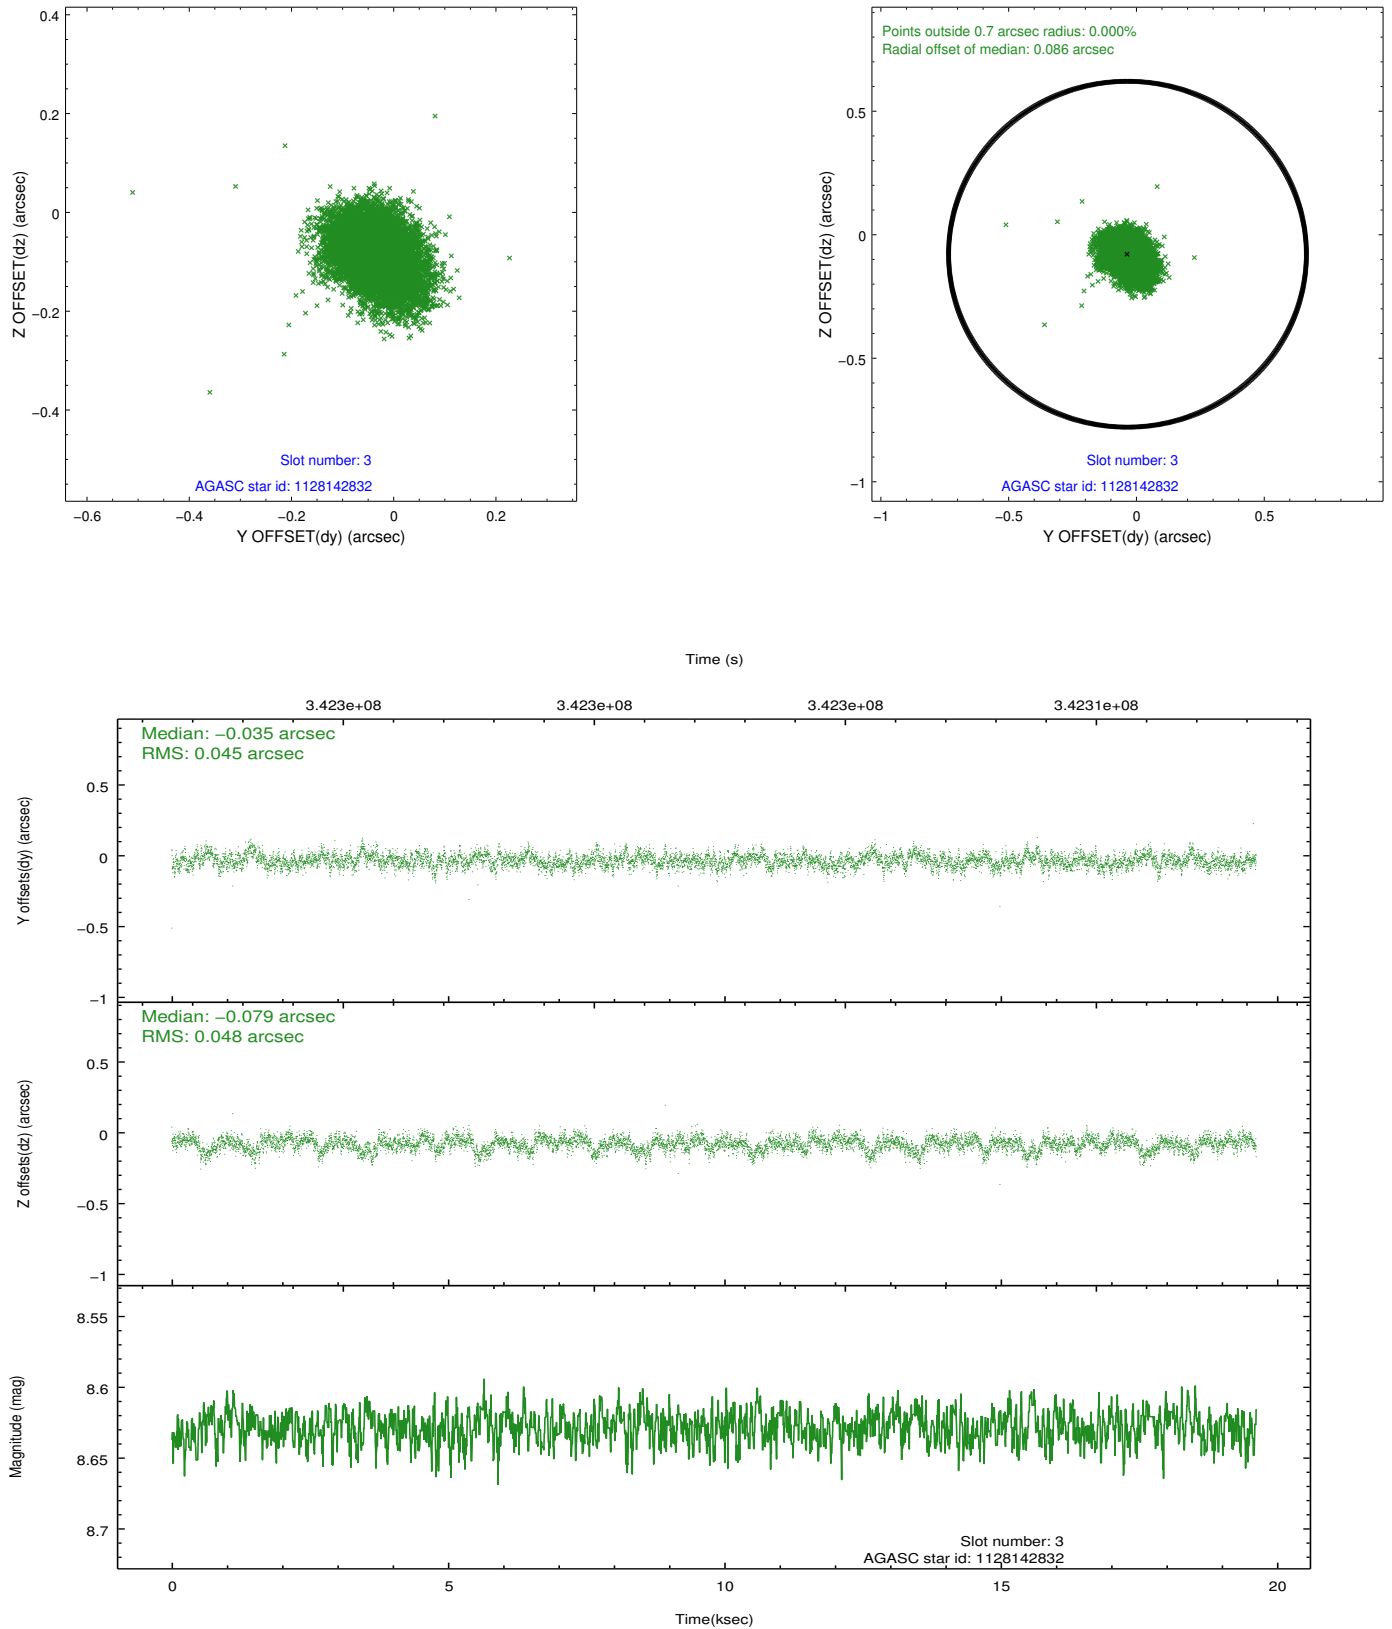 0.4
0.2
0
−0.2
−0.4
Z OFFSET(dz) (arcsec)
Slot number: 3
AGASC star id: 1128142832
−0.6 −0.4 −0.2 0 0.2
Y OFFSET(dy) (arcsec)
Points outside 0.7 arcsec radius: 0.000%
Radial offset of median: 0.086 arcsec
0.5
0
−0.5
−1
Z OFFSET(dz) (arcsec)
Slot number: 3
AGASC star id: 1128142832
−1 −0.5 0 0.5
Y OFFSET(dy) (arcsec)
Time (s)
3.423e+08 3.423e+08 3.423e+08 3.4231e+08
Median: −0.035 arcsec
RMS: 0.045 arcsec
0.5
0
−0.5
−1
Y offsets(dy) (arcsec)
Median: −0.079 arcsec
RMS: 0.048 arcsec
0.5
0
−0.5
−1
Z offsets(dz) (arcsec)
8.55
8.6
8.65
8.7
Magnitude (mag)
Slot number: 3
AGASC star id: 1128142832
0 5 10 15 20
Time(ksec)